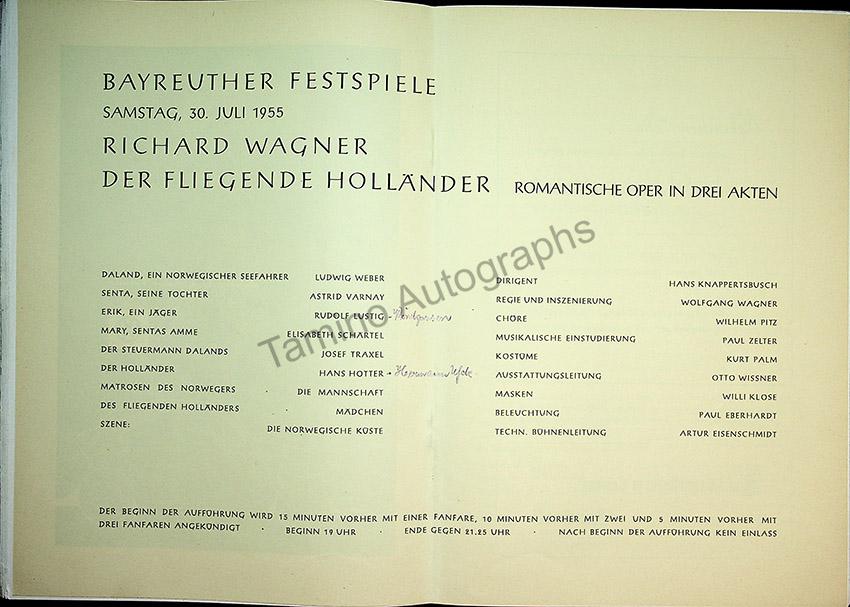 BAYREUTHER FESTSPIELE
SAMSTAG, 30. JULI 1955
RICHARD WAGNER
DER FLIEGENDE HOLLÄNDER ROMANTISCHE OPER IN DREI AKTEN
DALAND, EIN NORWEGISCHER SEEFAHRER LUDWIG WEBER
SENTA, SEINE TOCHTER ASTRID VARNAY
ERIK, EIN JÄGER RUDOLF LUSTIG - Windgassen
MARY, SENTAS AMME ELISABETH SCHÄRTEL
DER STEUERMANN DALANDS JOSEF TRAXEL
DER HOLLÄNDER HANS HOTTER - Hermann Uhde
MATROSEN DES NORWEGERS · DIE MANNSCHAFT
DES FLIEGENDEN HOLLÄNDERS · MÄDCHEN
SZENE: DIE NORWEGISCHE KÜSTE
DIRIGENT HANS KNAPPERTSBUSCH
REGIE UND INSZENIERUNG WOLFGANG WAGNER
CHÖRE WILHELM PITZ
MUSIKALISCHE EINSTUDIERUNG PAUL ZELTER
KOSTÜME KURT PALM
AUSSTATTUNGSLEITUNG OTTO WISSNER
MASKEN WILLI KLOSE
BELEUCHTUNG PAUL EBERHARDT
TECHN. BÜHNENLEITUNG ARTUR EISENSCHMIDT
DER BEGINN DER AUFFÜHRUNG WIRD 15 MINUTEN VORHER MIT EINER FANFARE, 10 MINUTEN VORHER MIT ZWEI UND 5 MINUTEN VORHER MIT
DREI FANFAREN ANGEKÜNDIGT · BEGINN 19 UHR · ENDE GEGEN 21.25 UHR · NACH BEGINN DER AUFFÜHRUNG KEIN EINLASS
Tamino Autographs